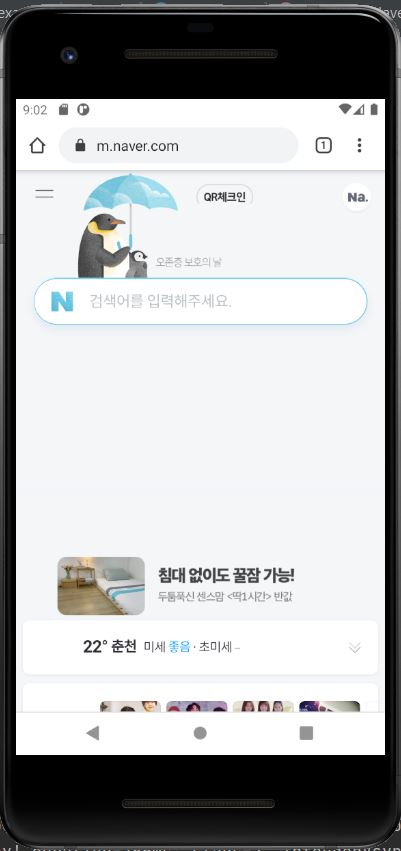 9:02
m.naver.com
1
QR체크인
Na.
오존층 보호의 날
N 검색어를 입력해주세요.
침대 없이도 꿀잠 가능!
두툼푹신 센스맘 <딱1시간> 반값
22° 춘천 미세 좋음 · 초미세 –